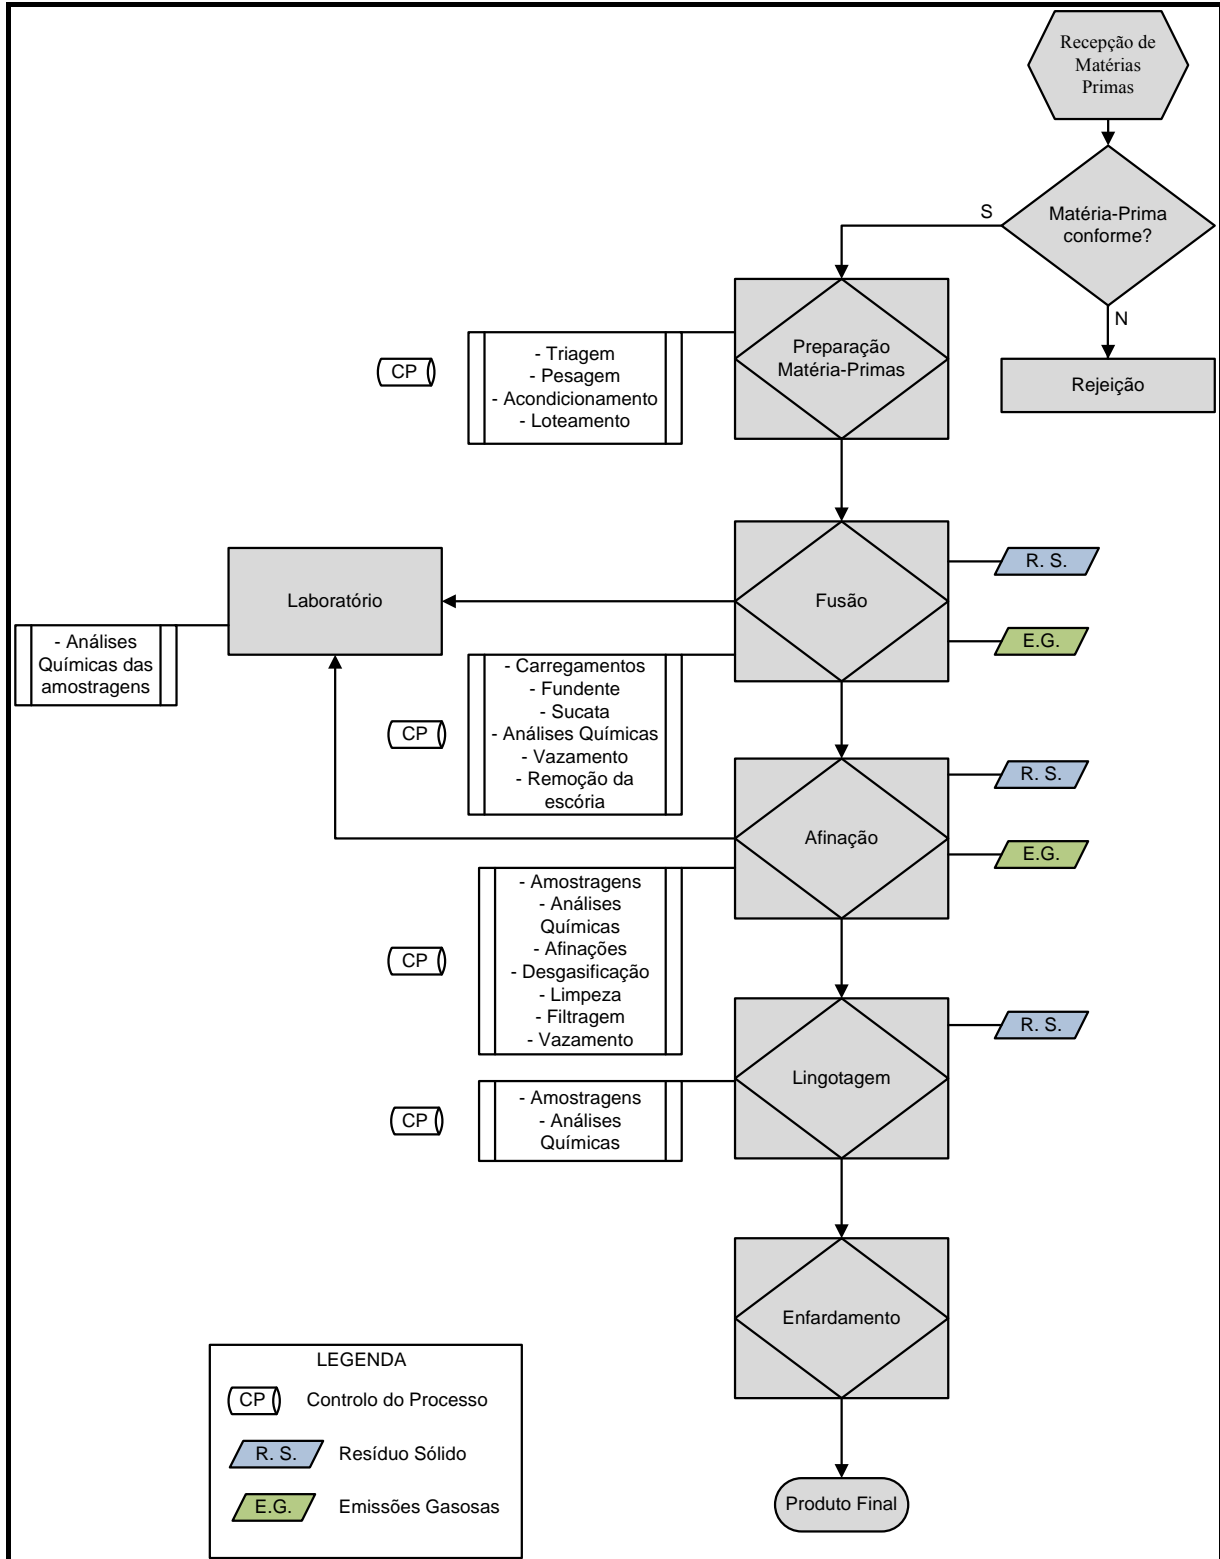 Recepção de
Matérias
Primas
S
Matéria-Prima
conforme?
N
Rejeição
Preparação
Matéria-Primas
CP
- Triagem
- Pesagem
- Acondicionamento
- Loteamento
Laboratório
Fusão
R. S.
E.G.
- Análises
Químicas das
amostragens
CP
- Carregamentos
- Fundente
- Sucata
- Análises Químicas
- Vazamento
- Remoção da
escória
Afinação
R. S.
E.G.
CP
- Amostragens
- Análises
Químicas
- Afinações
- Desgasificação
- Limpeza
- Filtragem
- Vazamento
Lingotagem
R. S.
CP
- Amostragens
- Análises
Químicas
Enfardamento
Produto Final
LEGENDA
CP Controlo do Processo
R. S. Resíduo Sólido
E.G. Emissões Gasosas